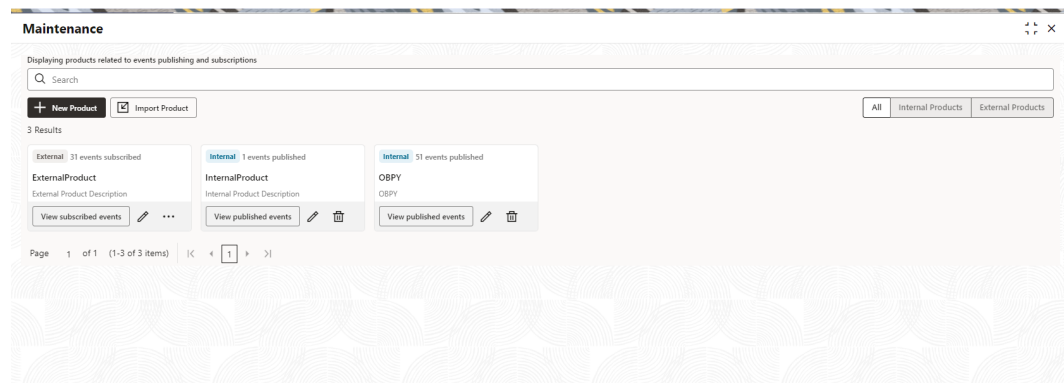 Maintenance
Displaying products related to events publishing and subscriptions
Search
New Product Import Product All Internal Products External Products
3 Results
External 31 events subscribed Internal 1 events published Internal 51 events published
ExternalProduct InternalProduct OBPY
External Product Description Internal Product Description OBPY
View subscribed events View published events View published events
Page 1 of 1 (1-3 of 3 items) 1